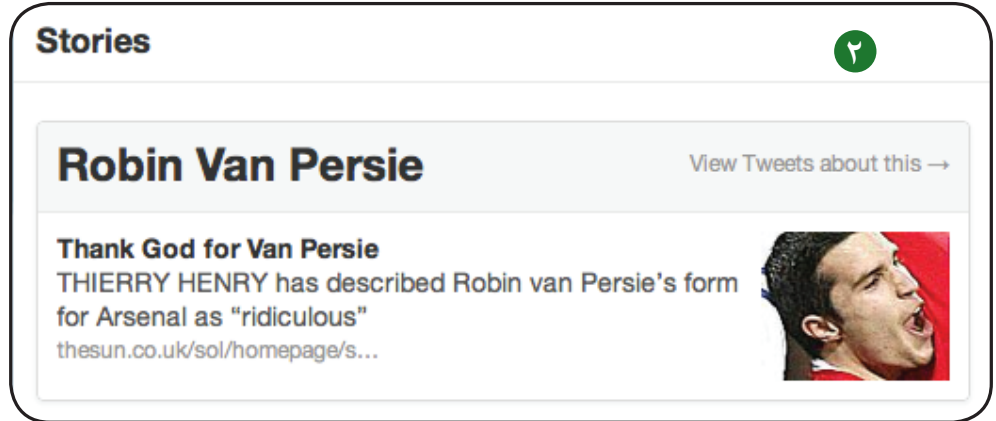 Stories
٢
Robin Van Persie
View Tweets about this →
Thank God for Van Persie
THIERRY HENRY has described Robin van Persie’s form
for Arsenal as “ridiculous”
thesun.co.uk/sol/homepage/s...